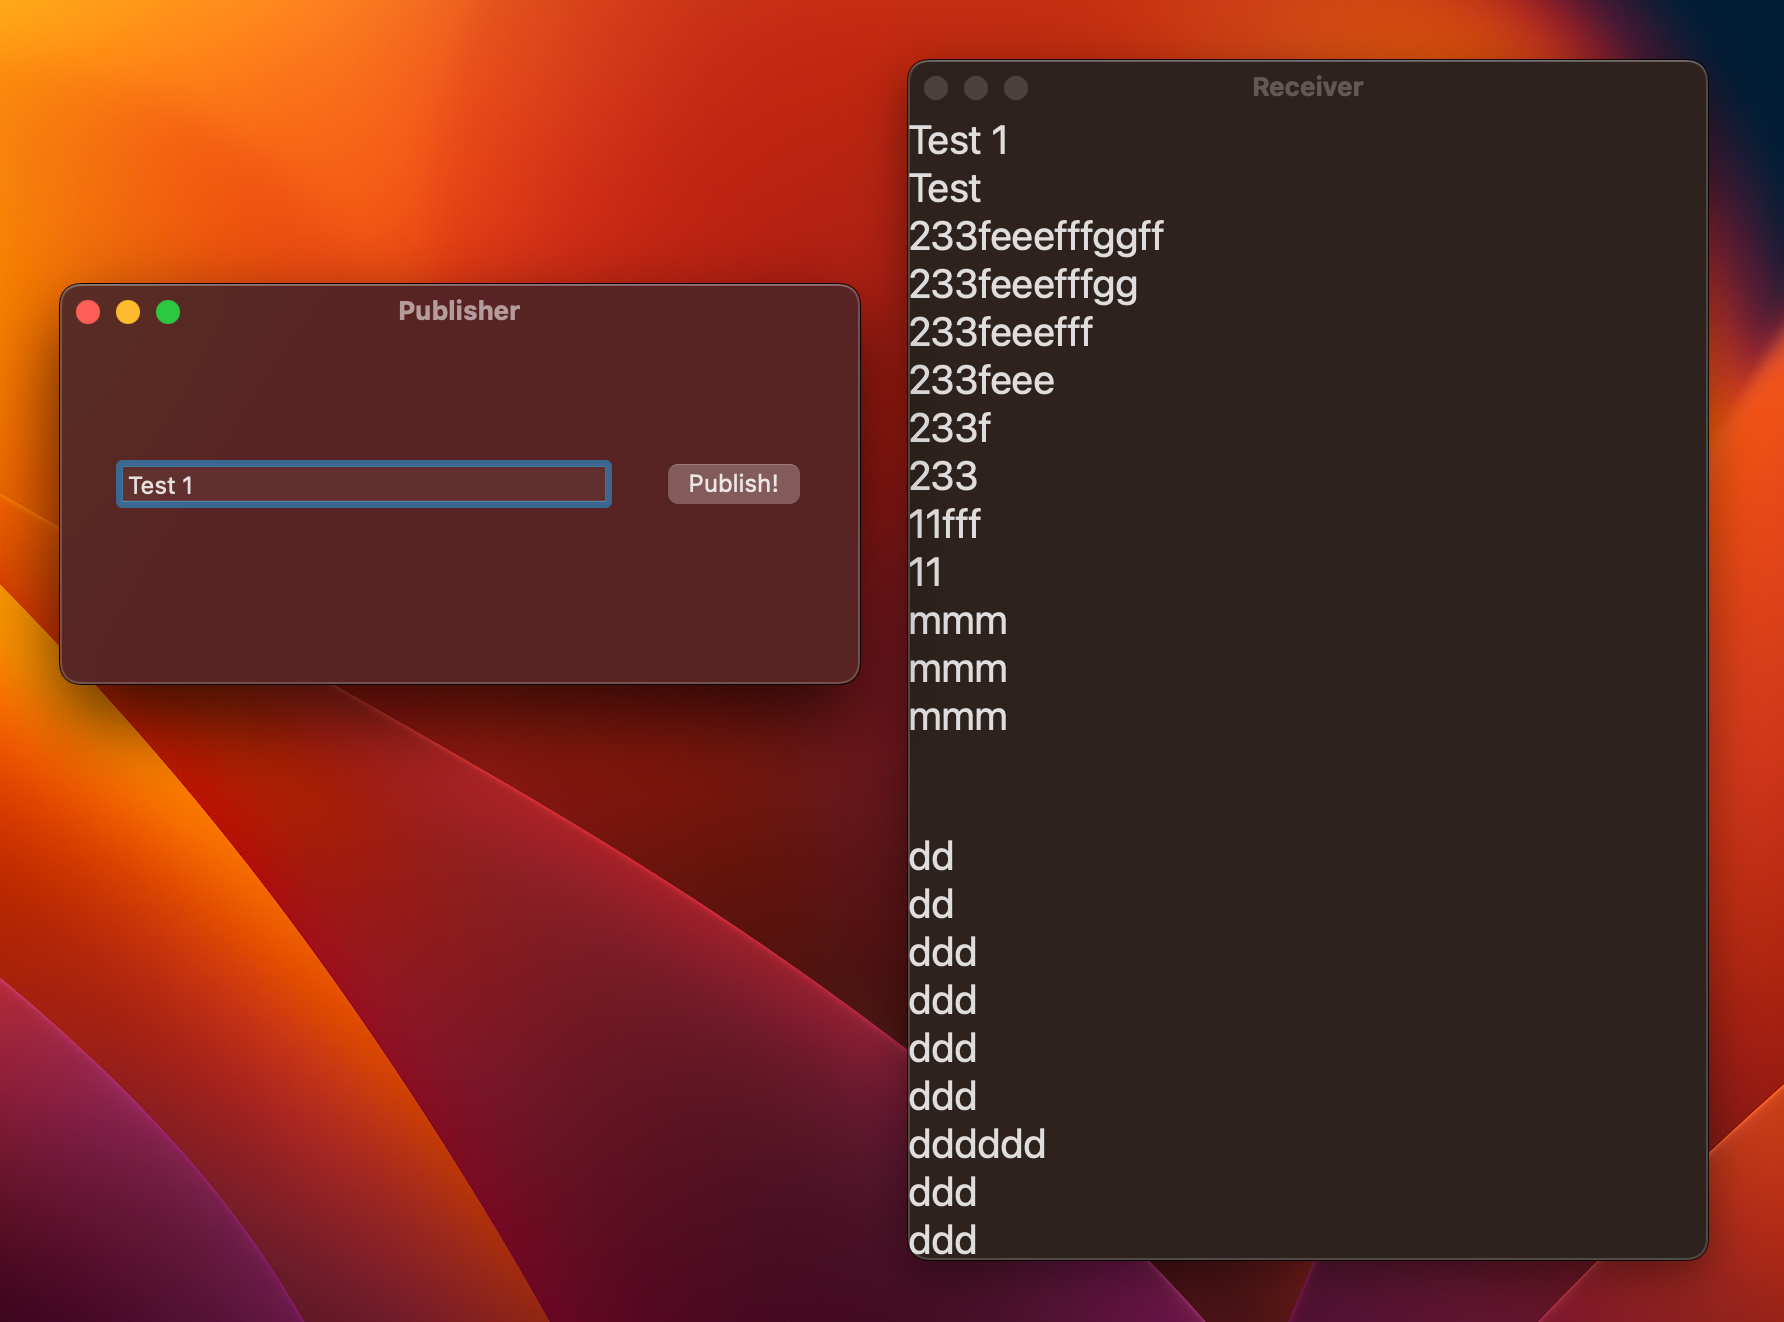 Publisher
Test 1
Publish!
Receiver
Test 1
Test
233feeefffggff
233feeefffgg
233feeefff
233feee
233f
233
11fff
11
mmm
mmm
mmm
dd
dd
ddd
ddd
ddd
ddd
dddddd
ddd
ddd